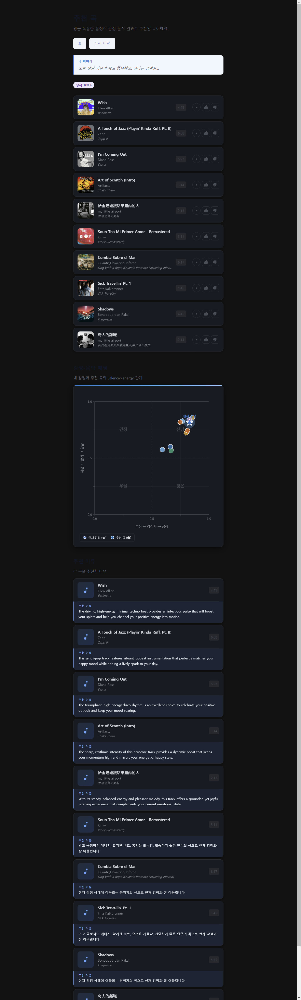 추천 곡
방금 녹음한 음성의 감정 분석 결과로 추천된 곡이에요.
홈
추천 이력
내 이야기
오늘 정말 기분이 좋고 행복해요. 신나는 음악을...
행복 100%
Wish
Ellen Allien
Berlinette
4:49
A Touch of Jazz (Playin' Kinda Ruff, Pt. II)
Zapp
Zapp II
6:08
I'm Coming Out
Diana Ross
Diana
5:23
Art of Scratch (Intro)
Artifacts
That's Them
1:14
給金鐘地鐵站車廂內的人
my little airport
香港是個大商場
2:13
Soun Tha Mi Primer Amor - Remastered
Kinky
Kinky (Remastered)
3:11
KINKY
Cumbia Sobre el Mar
Quantic;Flowering Inferno
Dog With a Rope (Quantic Presenta Flowering Infer...
6:17
Sick Travellin' Pt. 1
Fritz Kalkbrenner
Sick Travellin'
1:45
Shadows
Bonobo;Jordan Rakei
Fragments
4:45
奇人的離職
my little airport
我們在炎熱與抑鬱的夏天,無法停止抽煙
2:14
내 감정과 추천 곡의 valence×energy 관계
1.0
현재
긴장
신남
차분 ← 활기 → 활발
0.5
우울
평온
0.0
0.0
0.5
1.0
부정 ← 감정가 → 긍정
현재 감정 (★)
추천 곡 (●)
추천 이유
각 곡을 추천한 이유
Wish
Ellen Allien
Berlinette
4:49
추천 이유
The driving, high-energy minimal techno beat provides an infectious pulse that will boost
your spirits and help you channel your positive energy into motion.
A Touch of Jazz (Playin' Kinda Ruff, Pt. II)
Zapp
Zapp II
6:08
추천 이유
This synth-pop track features vibrant, upbeat instrumentation that perfectly matches your
happy mood while adding a lively spark to your day.
I'm Coming Out
Diana Ross
Diana
5:23
추천 이유
The triumphant, high-energy disco rhythm is an excellent choice to celebrate your positive
outlook and keep your mood soaring.
Art of Scratch (Intro)
Artifacts
That's Them
1:14
추천 이유
The sharp, rhythmic intensity of this hardcore track provides a dynamic boost that keeps
your momentum high and mirrors your energetic, happy state.
給金鐘地鐵站車廂內的人
my little airport
香港是個大商場
2:13
추천 이유
With its steady, balanced energy and pleasant melody, this track offers a grounded yet joyful
listening experience that complements your current emotional state.
Soun Tha Mi Primer Amor - Remastered
Kinky
Kinky (Remastered)
3:11
추천 이유
밝고 긍정적인 에너지, 활기찬 비트, 흥겨운 리듬감, 집중하기 좋은 연주의 곡으로 현재 감정과
잘 어울립니다.
Cumbia Sobre el Mar
Quantic;Flowering Inferno
Dog With a Rope (Quantic Presenta Flowering Inferno)
6:17
추천 이유
현재 감정 상태에 어울리는 분위기의 곡으로 현재 감정과 잘 어울립니다.
Sick Travellin' Pt. 1
Fritz Kalkbrenner
Sick Travellin'
1:45
추천 이유
밝고 긍정적인 에너지, 활기찬 비트, 흥겨운 리듬감, 집중하기 좋은 연주의 곡으로 현재 감정과
잘 어울립니다.
Shadows
Bonobo;Jordan Rakei
Fragments
4:45
추천 이유
현재 감정 상태에 어울리는 분위기의 곡으로 현재 감정과 잘 어울립니다.
奇人的離職